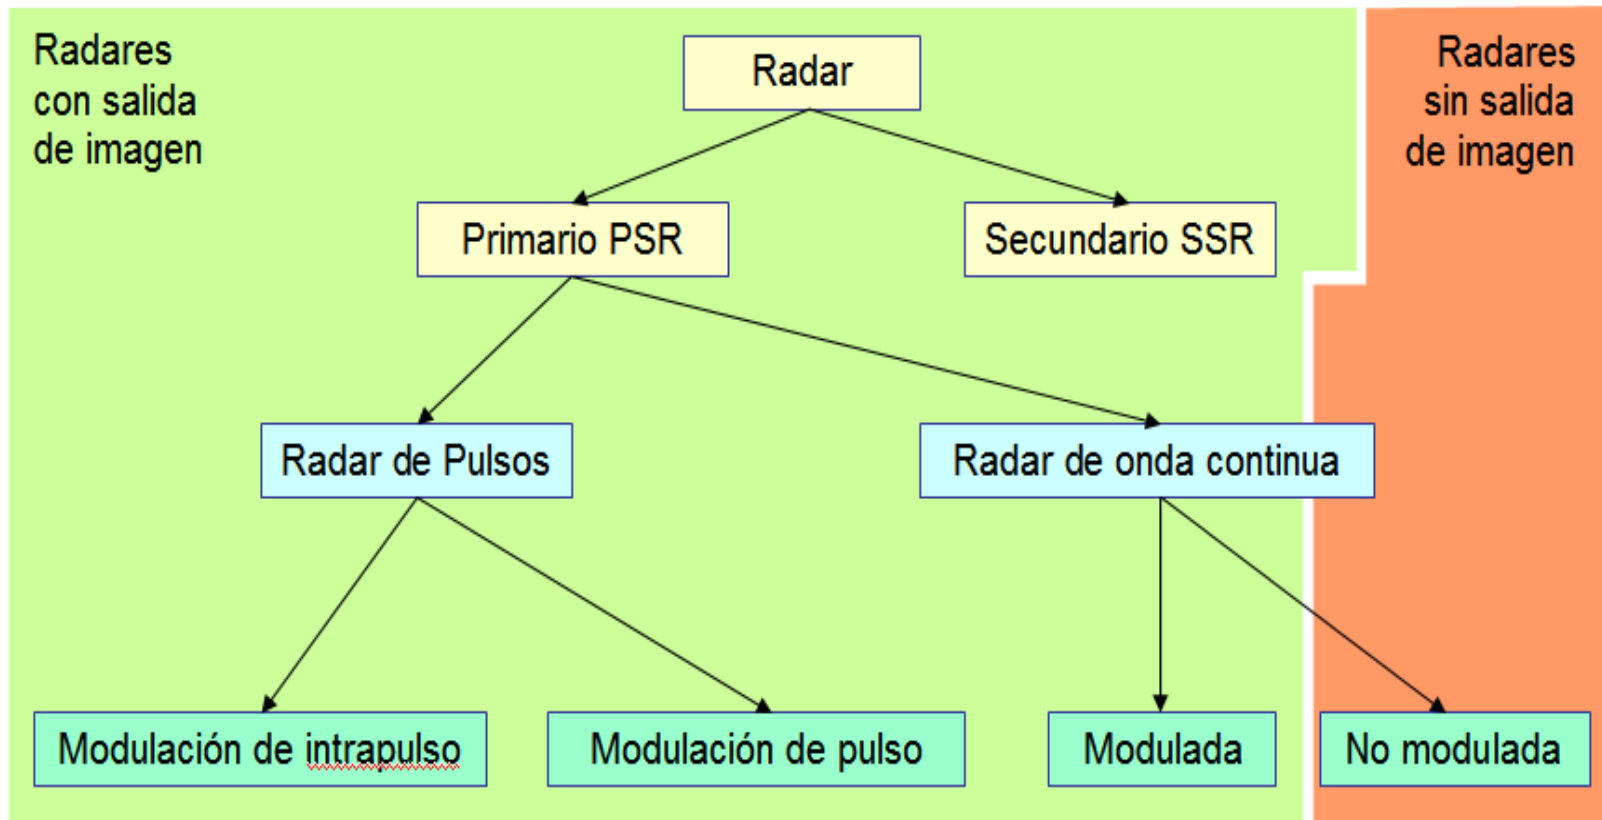 Radares
con salida
de imagen
Radar
Radares
sin salida
de imagen
Primario PSR
Secundario SSR
Radar de Pulsos
Radar de onda continua
Modulación de intrapulso
Modulación de pulso
Modulada
No modulada